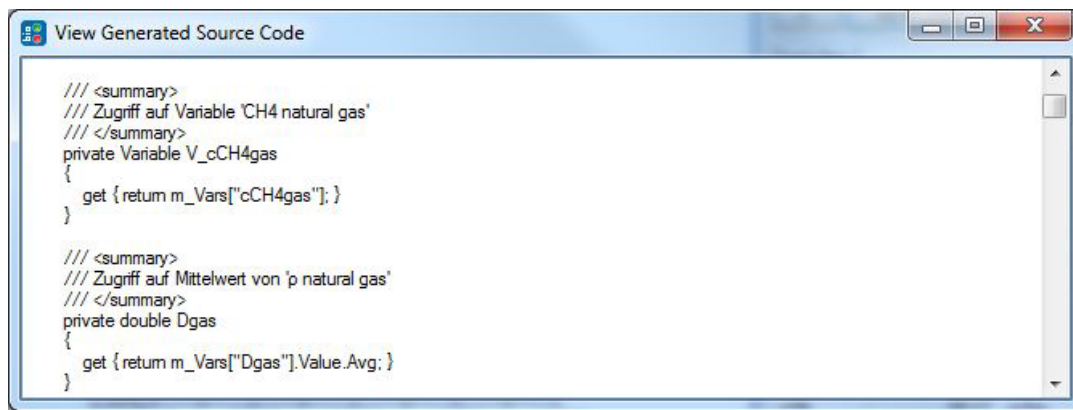 View Generated Source Code
/// <summary>
/// Zugriff auf Variable 'CH4 natural gas'
/// </summary>
private Variable V_cCH4gas
{
get { return m_Vars["cCH4gas"]; }
}
/// <summary>
/// Zugriff auf Mittelwert von 'ρ natural gas'
/// </summary>
private double Dgas
{
get { return m_Vars["Dgas"].Value.Avg; }
}